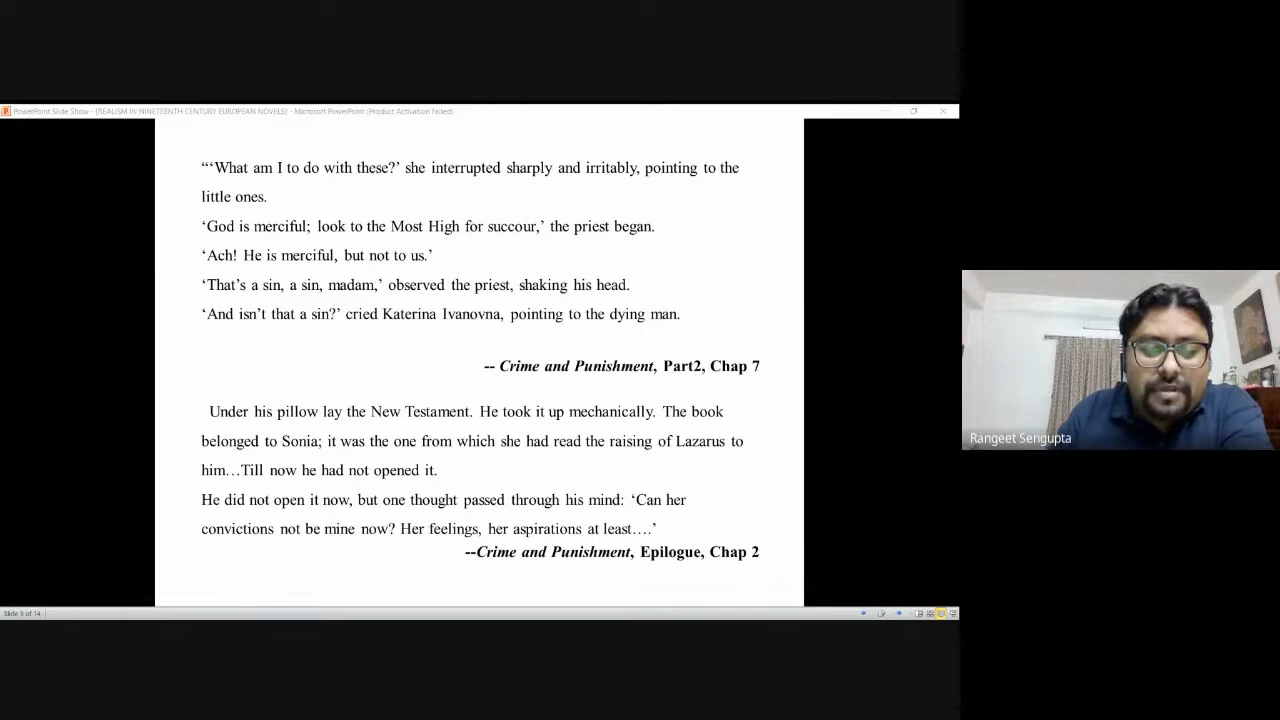 PowerPoint Slide Show - [REALISM IN NINETEENTH CENTURY EUROPEAN NOVELS] - Microsoft PowerPoint (Product Activation Failed)
“‘What am I to do with these?’ she interrupted sharply and irritably, pointing to the
little ones.
‘God is merciful; look to the Most High for succour,’ the priest began.
‘Ach! He is merciful, but not to us.’
‘That’s a sin, a sin, madam,’ observed the priest, shaking his head.
‘And isn’t that a sin?’ cried Katerina Ivanovna, pointing to the dying man.
-- Crime and Punishment, Part2, Chap 7
Under his pillow lay the New Testament. He took it up mechanically. The book
belonged to Sonia; it was the one from which she had read the raising of Lazarus to
him…Till now he had not opened it.
He did not open it now, but one thought passed through his mind: ‘Can her
convictions not be mine now? Her feelings, her aspirations at least….’
--Crime and Punishment, Epilogue, Chap 2
Rangeet Sengupta
Slide 9 of 14